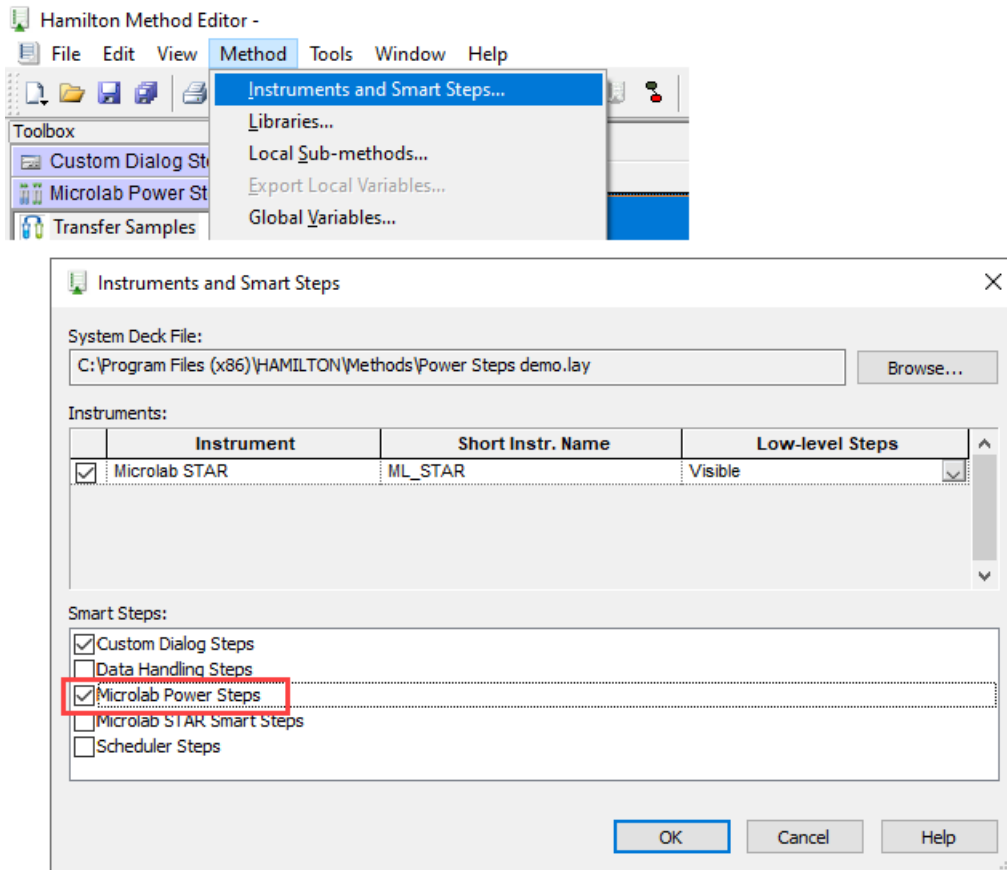 Hamilton Method Editor -
File Edit View Method Tools Window Help
Instruments and Smart Steps...
Toolbox
Libraries...
Custom Dialog St
Local Sub-methods...
Microlab Power St
Export Local Variables...
Transfer Samples
Global Variables...
Instruments and Smart Steps
System Deck File:
C:\Program Files (x86)\HAMILTON\Methods\Power Steps demo.lay
Browse...
Instruments:
Instrument Short Instr. Name Low-level Steps
Microlab STAR ML_STAR Visible
Smart Steps:
Custom Dialog Steps
Data Handling Steps
Microlab Power Steps
Microlab STAR Smart Steps
Scheduler Steps
OK Cancel Help